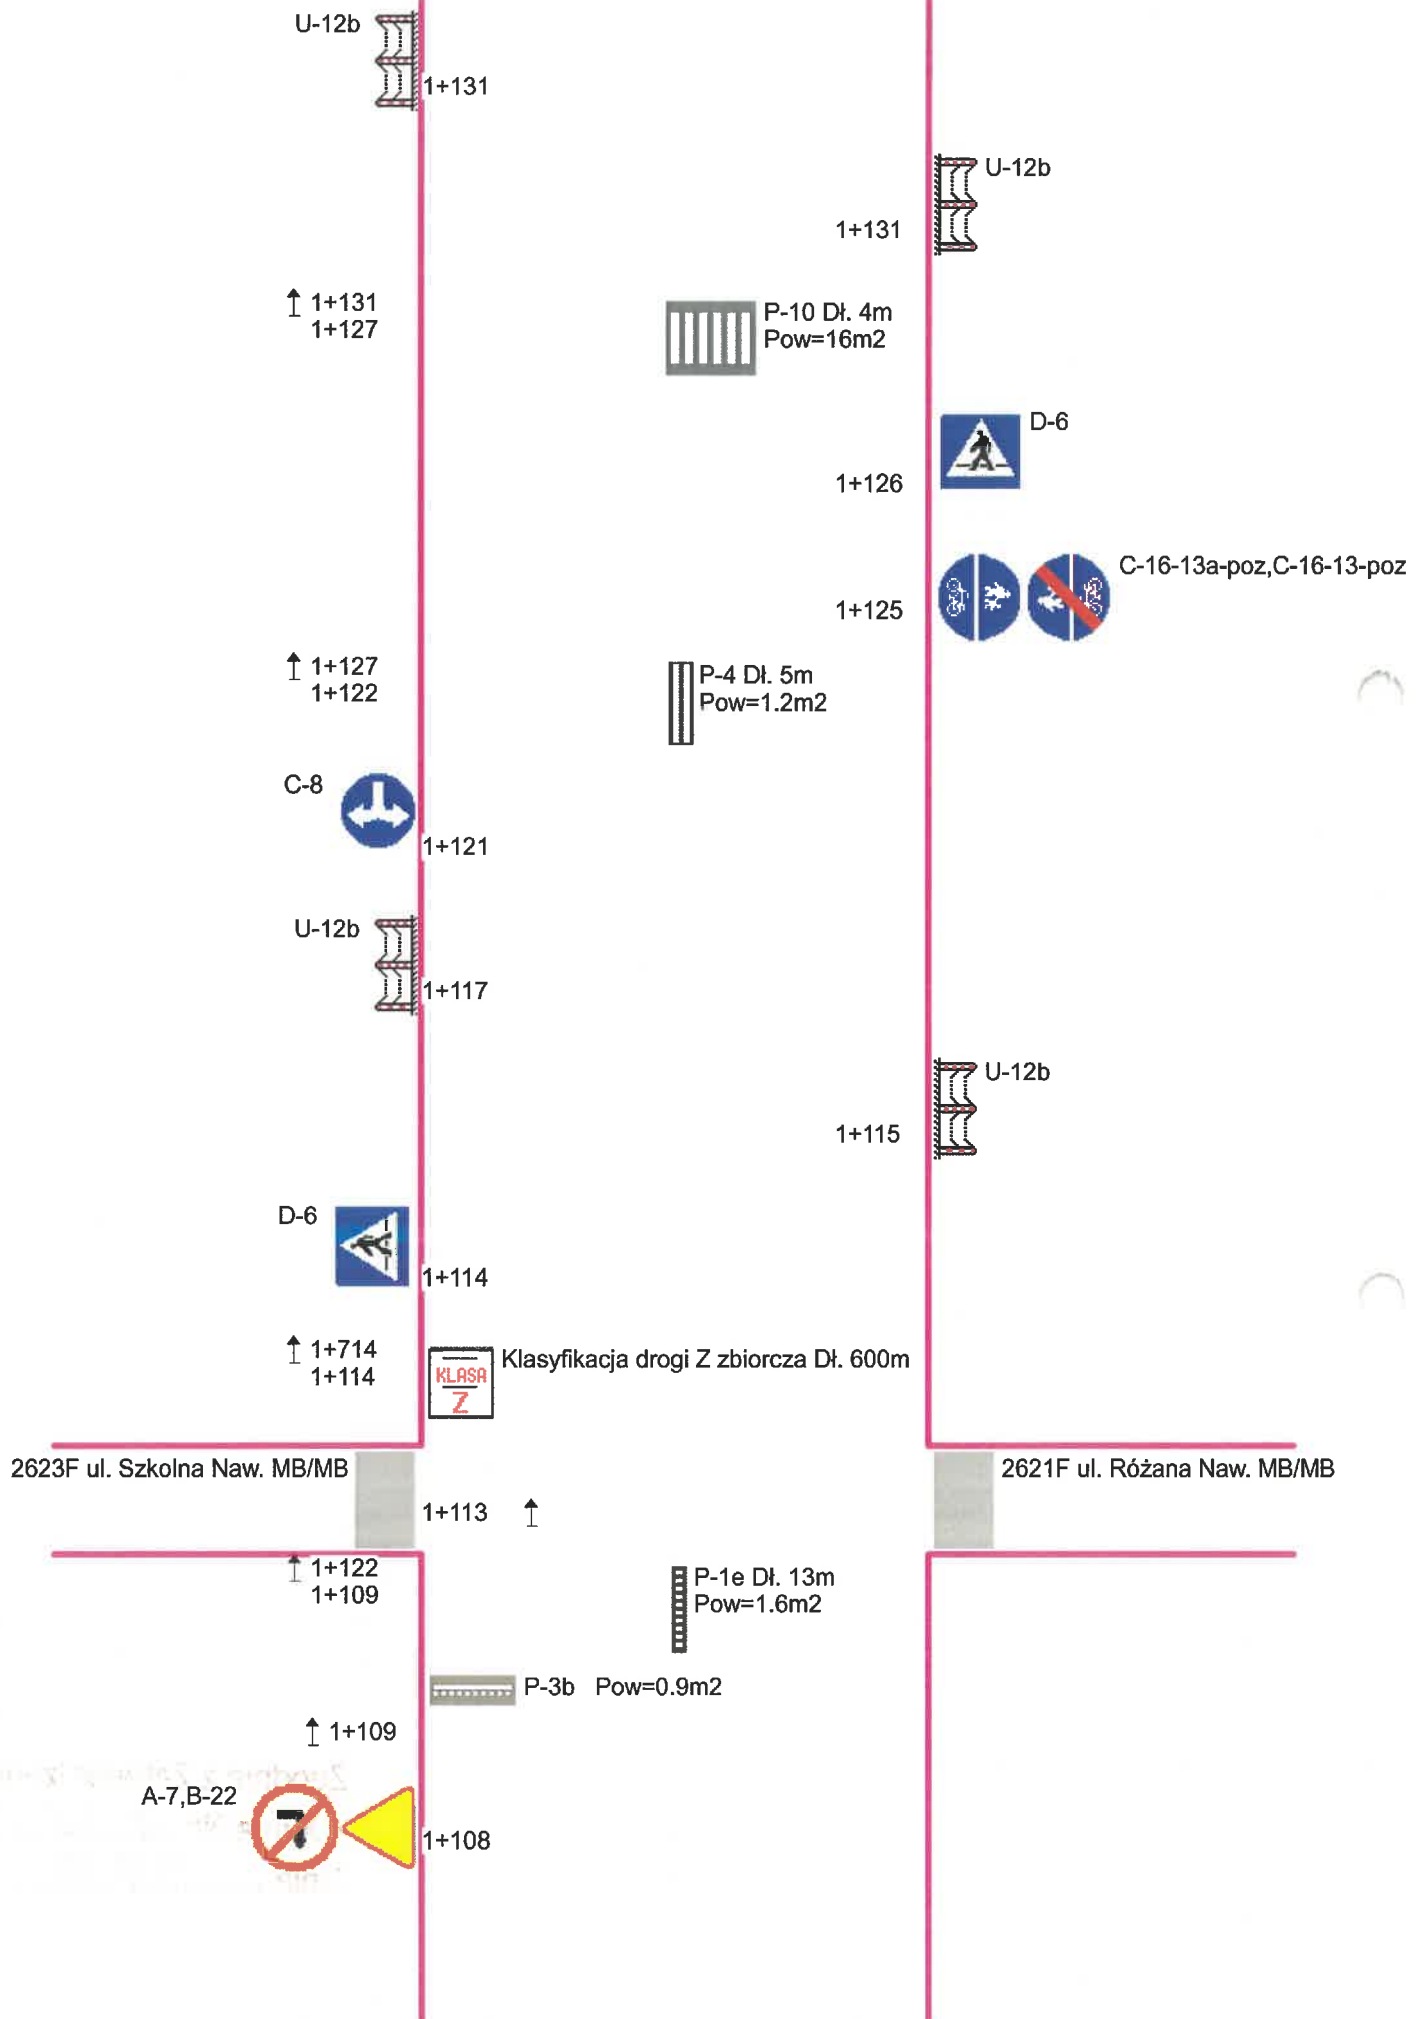 U-12b
1+131
U-12b
1+131
1+131
1+127
P-10 Dł. 4m
Pow=16m2
D-6
1+126
C-16-13a-poz,C-16-13-poz
1+125
1+127
1+122
P-4 Dł. 5m
Pow=1.2m2
C-8
1+121
U-12b
1+117
U-12b
1+115
D-6
1+114
1+714
1+114
KLASA
Z
Klasyfikacja drogi Z zbiorcza Dł. 600m
2623F ul. Szkolna Naw. MB/MB
2621F ul. Różana Naw. MB/MB
1+113
1+122
1+109
P-1e Dł. 13m
Pow=1.6m2
P-3b Pow=0.9m2
1+109
A-7,B-22
1+108